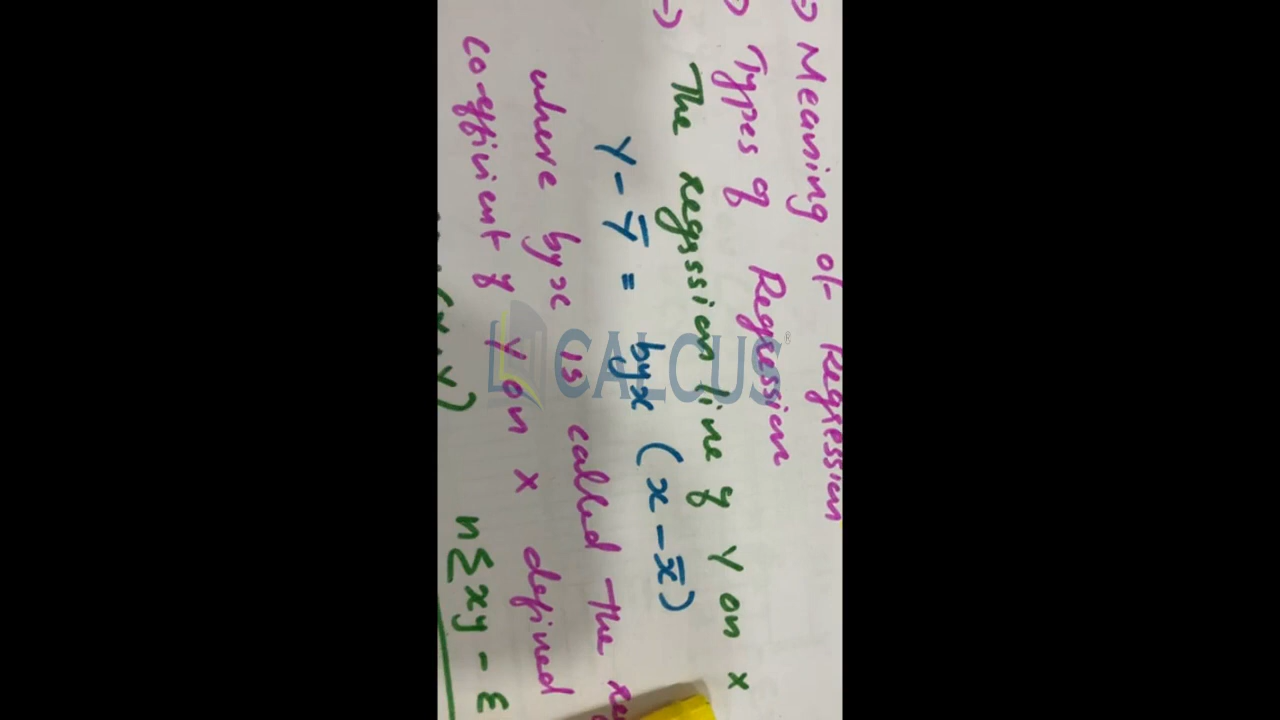 → Meaning of Regression
→ Types of Regression
→ The regression line of Y on X
Y - Y̅ = byx (x - x̅)
where byx is called the
co-efficient of Y on X defined
, Y)
n∑xy - Σ
CALCUS®